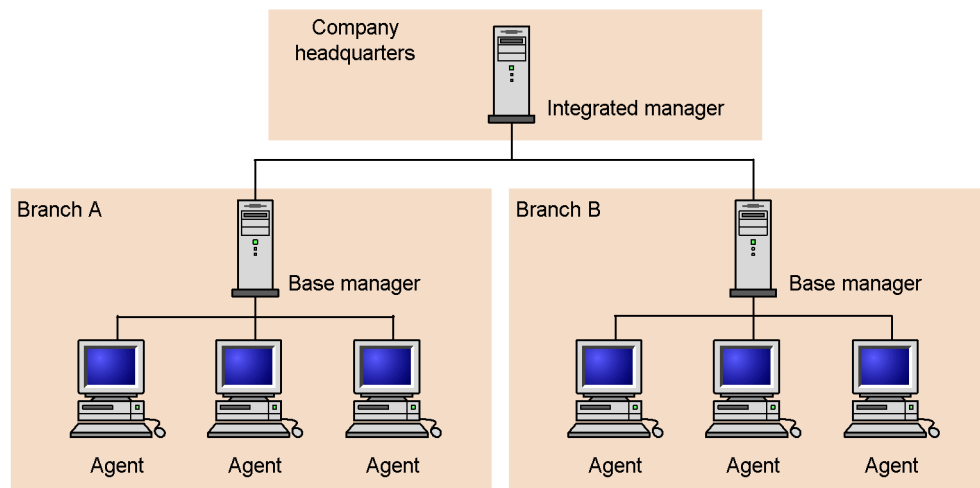 Company
headquarters
Integrated manager
Branch A
Base manager
Agent
Agent
Agent
Branch B
Base manager
Agent
Agent
Agent